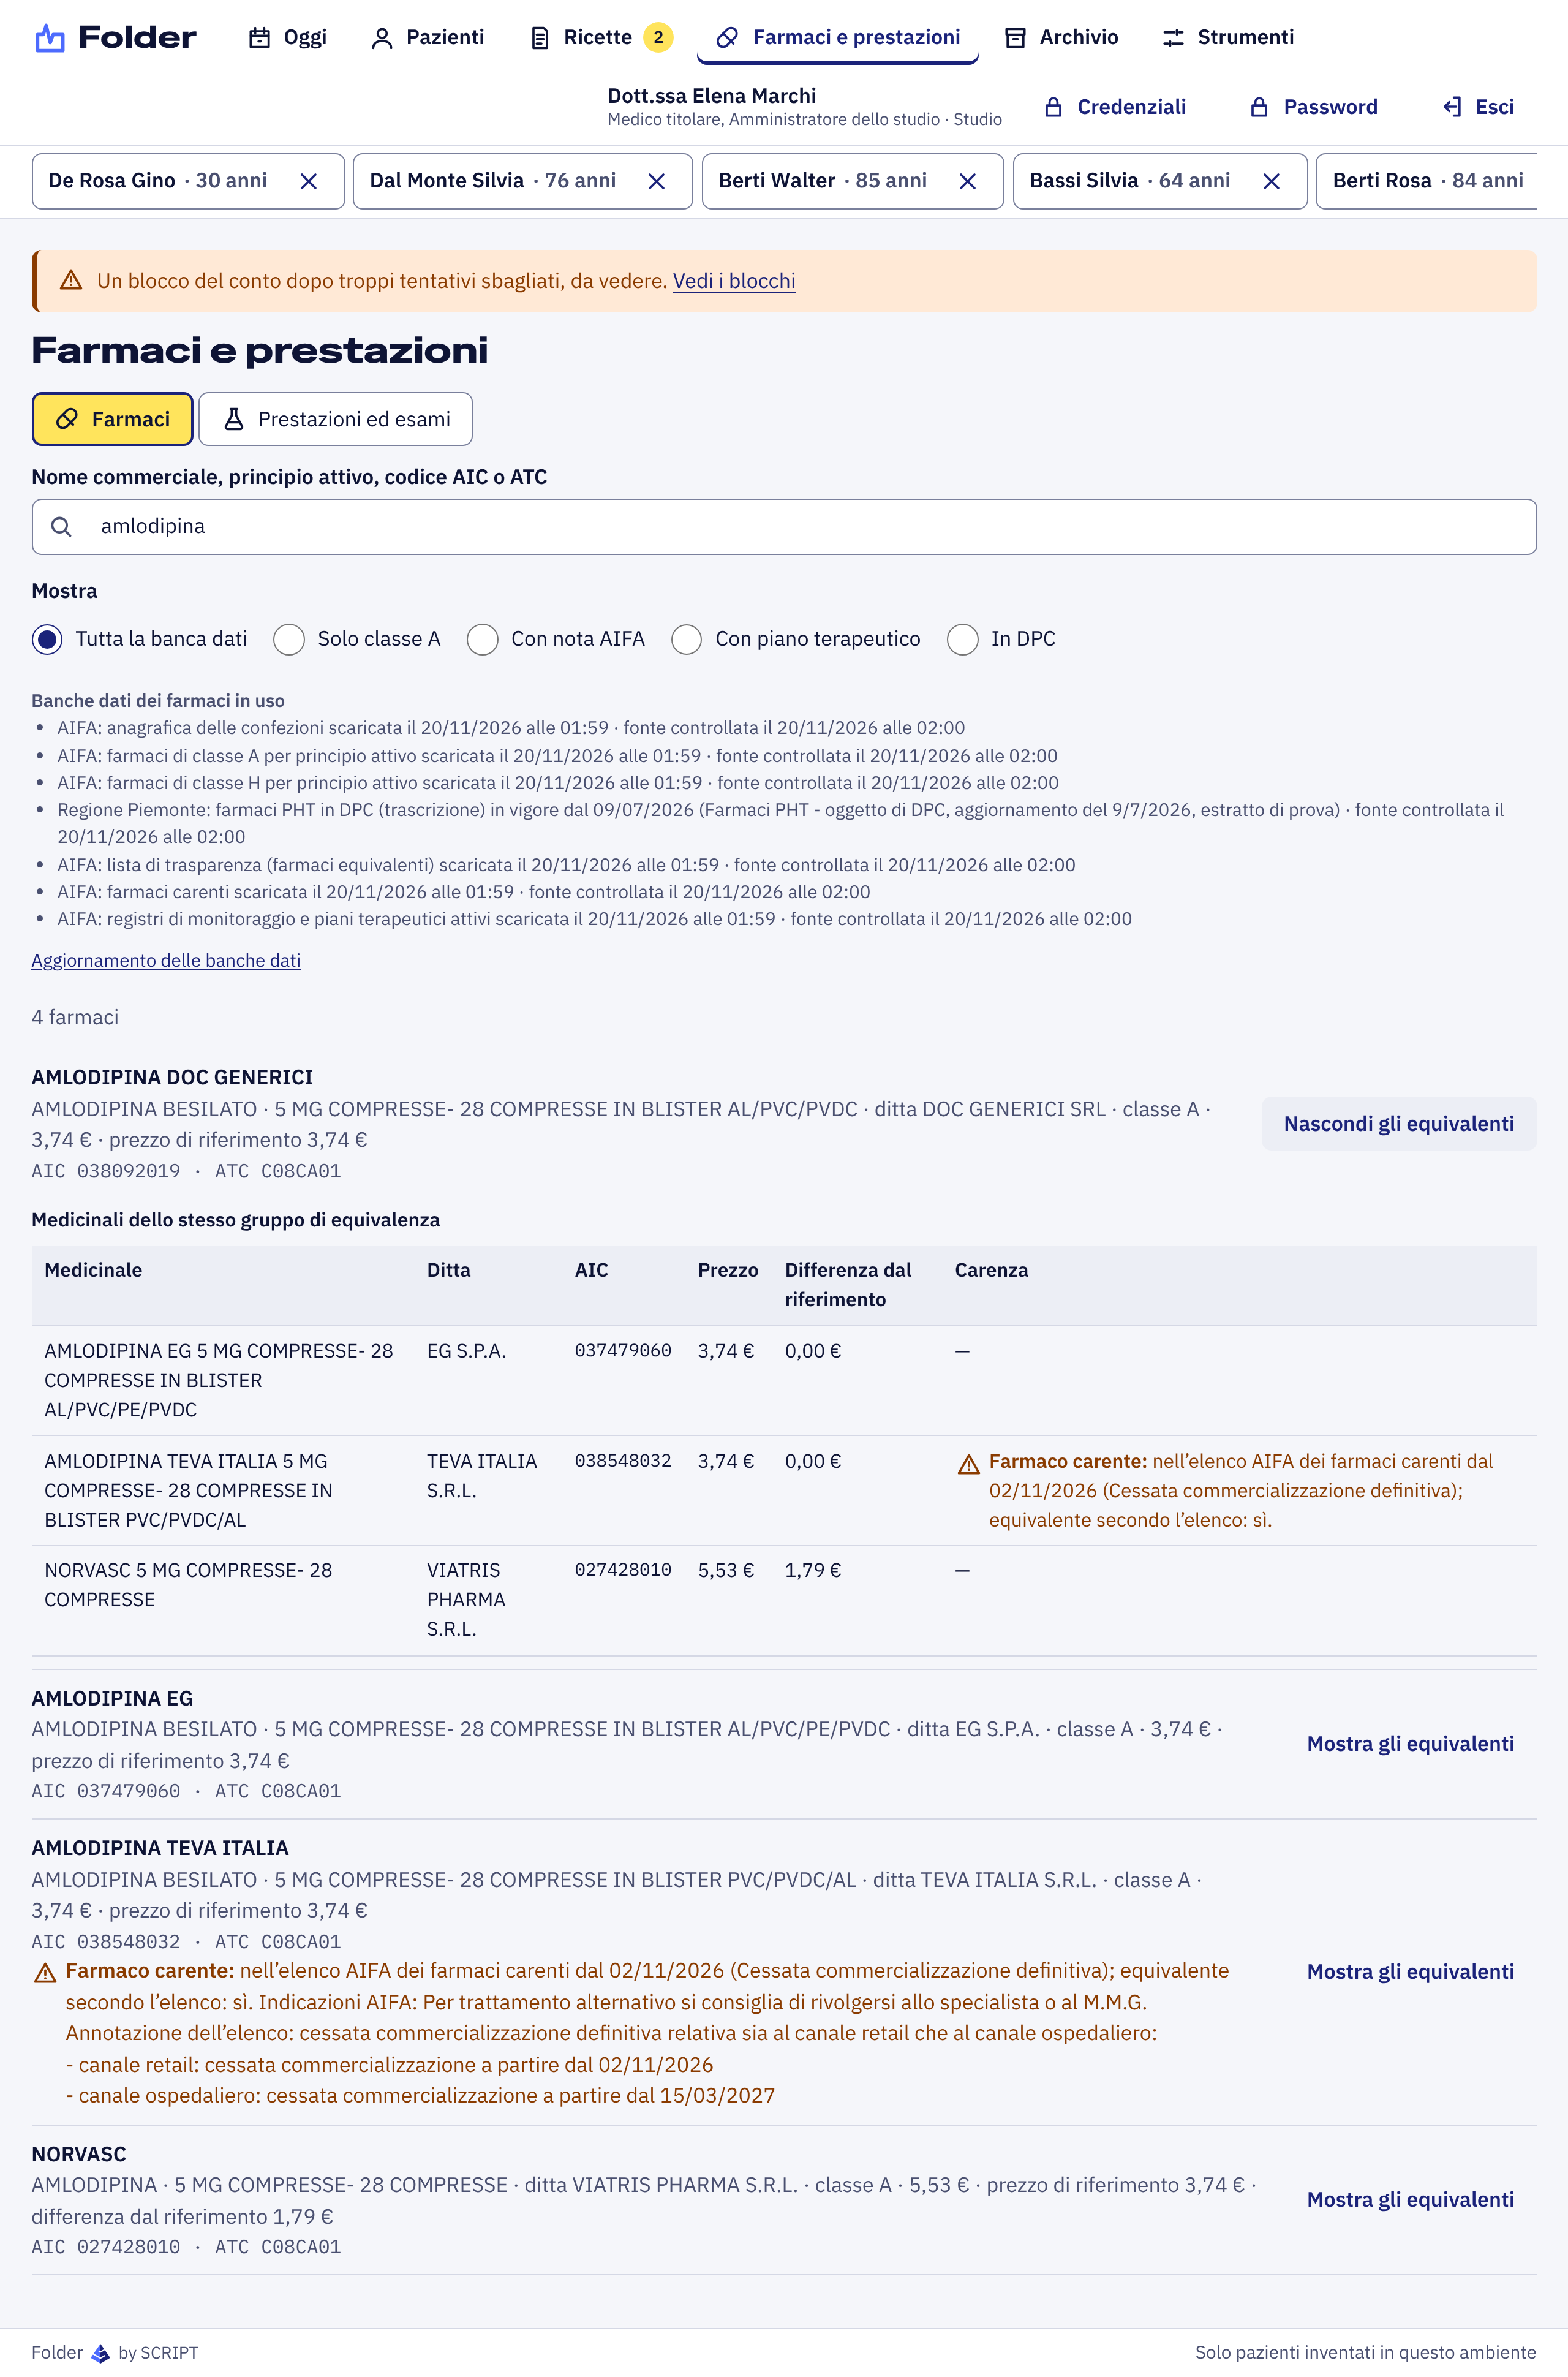 Folder
Oggi
Pazienti
Ricette 2
Farmaci e prestazioni
Archivio
Strumenti
Dott.ssa Elena Marchi
Medico titolare, Amministratore dello studio · Studio
Credenziali
Password
Esci
De Rosa Gino · 30 anni
Dal Monte Silvia · 76 anni
Berti Walter · 85 anni
Bassi Silvia · 64 anni
Berti Rosa · 84 anni
Un blocco del conto dopo troppi tentativi sbagliati, da vedere. Vedi i blocchi
Farmaci e prestazioni
Farmaci
Prestazioni ed esami
Nome commerciale, principio attivo, codice AIC o ATC
amlodipina
Mostra
Tutta la banca dati
Solo classe A
Con nota AIFA
Con piano terapeutico
In DPC
Banche dati dei farmaci in uso
• AIFA: anagrafica delle confezioni scaricata il 20/11/2026 alle 01:59 · fonte controllata il 20/11/2026 alle 02:00
• AIFA: farmaci di classe A per principio attivo scaricata il 20/11/2026 alle 01:59 · fonte controllata il 20/11/2026 alle 02:00
• AIFA: farmaci di classe H per principio attivo scaricata il 20/11/2026 alle 01:59 · fonte controllata il 20/11/2026 alle 02:00
• Regione Piemonte: farmaci PHT in DPC (trascrizione) in vigore dal 09/07/2026 (Farmaci PHT - oggetto di DPC, aggiornamento del 9/7/2026, estratto di prova) · fonte controllata il
20/11/2026 alle 02:00
• AIFA: lista di trasparenza (farmaci equivalenti) scaricata il 20/11/2026 alle 01:59 · fonte controllata il 20/11/2026 alle 02:00
• AIFA: farmaci carenti scaricata il 20/11/2026 alle 01:59 · fonte controllata il 20/11/2026 alle 02:00
• AIFA: registri di monitoraggio e piani terapeutici attivi scaricata il 20/11/2026 alle 01:59 · fonte controllata il 20/11/2026 alle 02:00
Aggiornamento delle banche dati
4 farmaci
AMLODIPINA DOC GENERICI
AMLODIPINA BESILATO · 5 MG COMPRESSE- 28 COMPRESSE IN BLISTER AL/PVC/PVDC · ditta DOC GENERICI SRL · classe A ·
3,74 € · prezzo di riferimento 3,74 €
AIC 038092019 · ATC C08CA01
Nascondi gli equivalenti
Medicinali dello stesso gruppo di equivalenza
Medicinale
Ditta
AIC
Prezzo
Differenza dal
riferimento
Carenza
AMLODIPINA EG 5 MG COMPRESSE- 28
COMPRESSE IN BLISTER
AL/PVC/PE/PVDC
EG S.P.A.
037479060
3,74 €
0,00 €
—
AMLODIPINA TEVA ITALIA 5 MG
COMPRESSE- 28 COMPRESSE IN
BLISTER PVC/PVDC/AL
TEVA ITALIA
S.R.L.
038548032
3,74 €
0,00 €
Farmaco carente: nell’elenco AIFA dei farmaci carenti dal
02/11/2026 (Cessata commercializzazione definitiva);
equivalente secondo l’elenco: sì.
NORVASC 5 MG COMPRESSE- 28
COMPRESSE
VIATRIS
PHARMA
S.R.L.
027428010
5,53 €
1,79 €
—
AMLODIPINA EG
AMLODIPINA BESILATO · 5 MG COMPRESSE- 28 COMPRESSE IN BLISTER AL/PVC/PE/PVDC · ditta EG S.P.A. · classe A · 3,74 € ·
prezzo di riferimento 3,74 €
AIC 037479060 · ATC C08CA01
Mostra gli equivalenti
AMLODIPINA TEVA ITALIA
AMLODIPINA BESILATO · 5 MG COMPRESSE- 28 COMPRESSE IN BLISTER PVC/PVDC/AL · ditta TEVA ITALIA S.R.L. · classe A ·
3,74 € · prezzo di riferimento 3,74 €
AIC 038548032 · ATC C08CA01
Farmaco carente: nell’elenco AIFA dei farmaci carenti dal 02/11/2026 (Cessata commercializzazione definitiva); equivalente
secondo l’elenco: sì. Indicazioni AIFA: Per trattamento alternativo si consiglia di rivolgersi allo specialista o al M.M.G.
Annotazione dell’elenco: cessata commercializzazione definitiva relativa sia al canale retail che al canale ospedaliero:
- canale retail: cessata commercializzazione a partire dal 02/11/2026
- canale ospedaliero: cessata commercializzazione a partire dal 15/03/2027
Mostra gli equivalenti
NORVASC
AMLODIPINA · 5 MG COMPRESSE- 28 COMPRESSE · ditta VIATRIS PHARMA S.R.L. · classe A · 5,53 € · prezzo di riferimento 3,74 € ·
differenza dal riferimento 1,79 €
AIC 027428010 · ATC C08CA01
Mostra gli equivalenti
Folder by SCRIPT
Solo pazienti inventati in questo ambiente